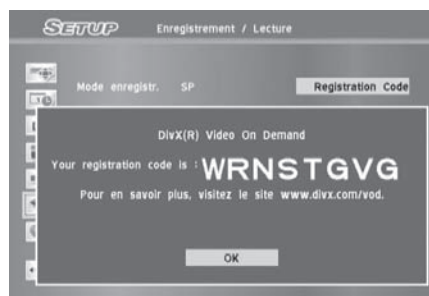 SETUP Enregistrement / Lecture
Mode enregistr. SP Registration Code
DivX(R) Video On Demand
Your registration code is : WRNSTGVG
Pour en savoir plus, visitez le site www.divx.com/vod.
OK